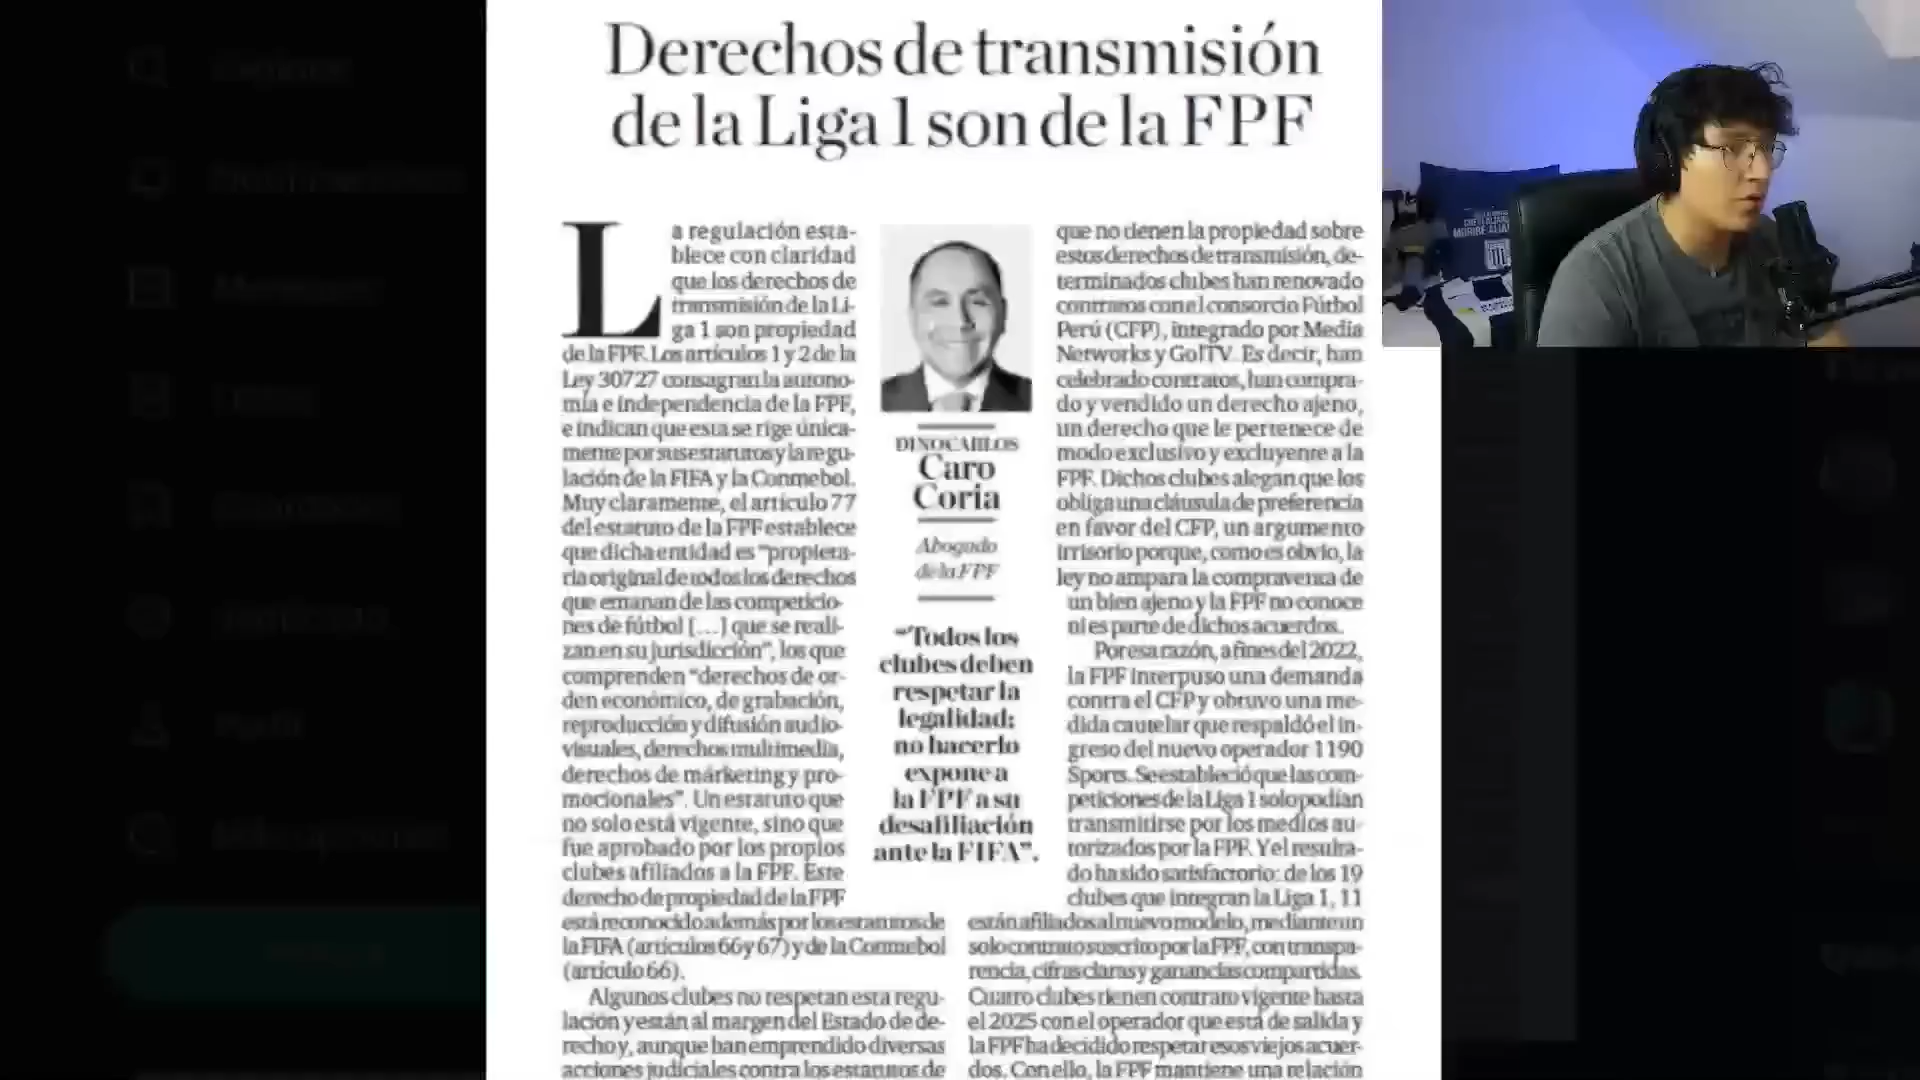 Derechos de transmisión
de la Liga 1 son de la FPF
La regulación esta-
blece con claridad
que los derechos de
transmisión de la Li-
ga 1 son propiedad
de la FPF. Los artículos 1 y 2 de la
Ley 30727 consagran la autono-
mía e independencia de la FPF,
e indican que esta se rige única-
mente por sus estatutos y la regu-
lación de la FIFA y la Conmebol.
Muy claramente, el artículo 77
del estatuto de la FPF establece
que dicha entidad es "propieta-
ria original de todos los derechos
que emanan de las competicio-
nes de fútbol [...] que se reali-
zan en su jurisdicción", los que
comprenden "derechos de or-
den económico, de grabación,
reproducción y difusión audio-
visuales, derechos multimedia,
derechos de márketing y pro-
mocionales". Un estatuto que
no solo está vigente, sino que
fue aprobado por los propios
clubes afiliados a la FPF. Este
derecho de propiedad de la FPF
está reconocido además por los estatutos de
la FIFA (artículos 66 y 67) y de la Conmebol
(artículo 66).
Algunos clubes no respetan esta regu-
lación y están al margen del Estado de de-
recho y, aunque han emprendido diversas
acciones judiciales contra los estatutos de
DINO CARLOS
Caro
Coria
Abogado
de la FPF
"Todos los
clubes deben
respetar la
legalidad:
no hacerlo
expone a
la FPF a su
desafiliación
ante la FIFA".
que no tienen la propiedad sobre
estos derechos de transmisión, de-
terminados clubes han renovado
contratos con el consorcio Fútbol
Perú (CFP), integrado por Media
Networks y GolTV. Es decir, han
celebrado contratos, han compra-
do y vendido un derecho ajeno,
un derecho que le pertenece de
modo exclusivo y excluyente a la
FPF. Dichos clubes alegan que los
obliga una cláusula de preferencia
en favor del CFP, un argumento
irrisorio porque, como es obvio, la
ley no ampara la compraventa de
un bien ajeno y la FPF no conoce
ni es parte de dichos acuerdos.
Por esa razón, a fines del 2022,
la FPF interpuso una demanda
contra el CFP y obtuvo una me-
dida cautelar que respaldó el in-
greso del nuevo operador 1190
Sports. Se estableció que las com-
peticiones de la Liga 1 solo podían
transmitirse por los medios au-
torizados por la FPF. Y el resulta-
do ha sido satisfactorio: de los 19
clubes que integran la Liga 1, 11
están afiliados al nuevo modelo, mediante un
solo contrato suscrito por la FPF, con transpa-
rencia, cifras claras y ganancias compartidas.
Cuatro clubes tienen contrato vigente hasta
el 2025 con el operador que está de salida y
la FPF ha decidido respetar esos viejos acuer-
dos. Con ello, la FPF mantiene una relación